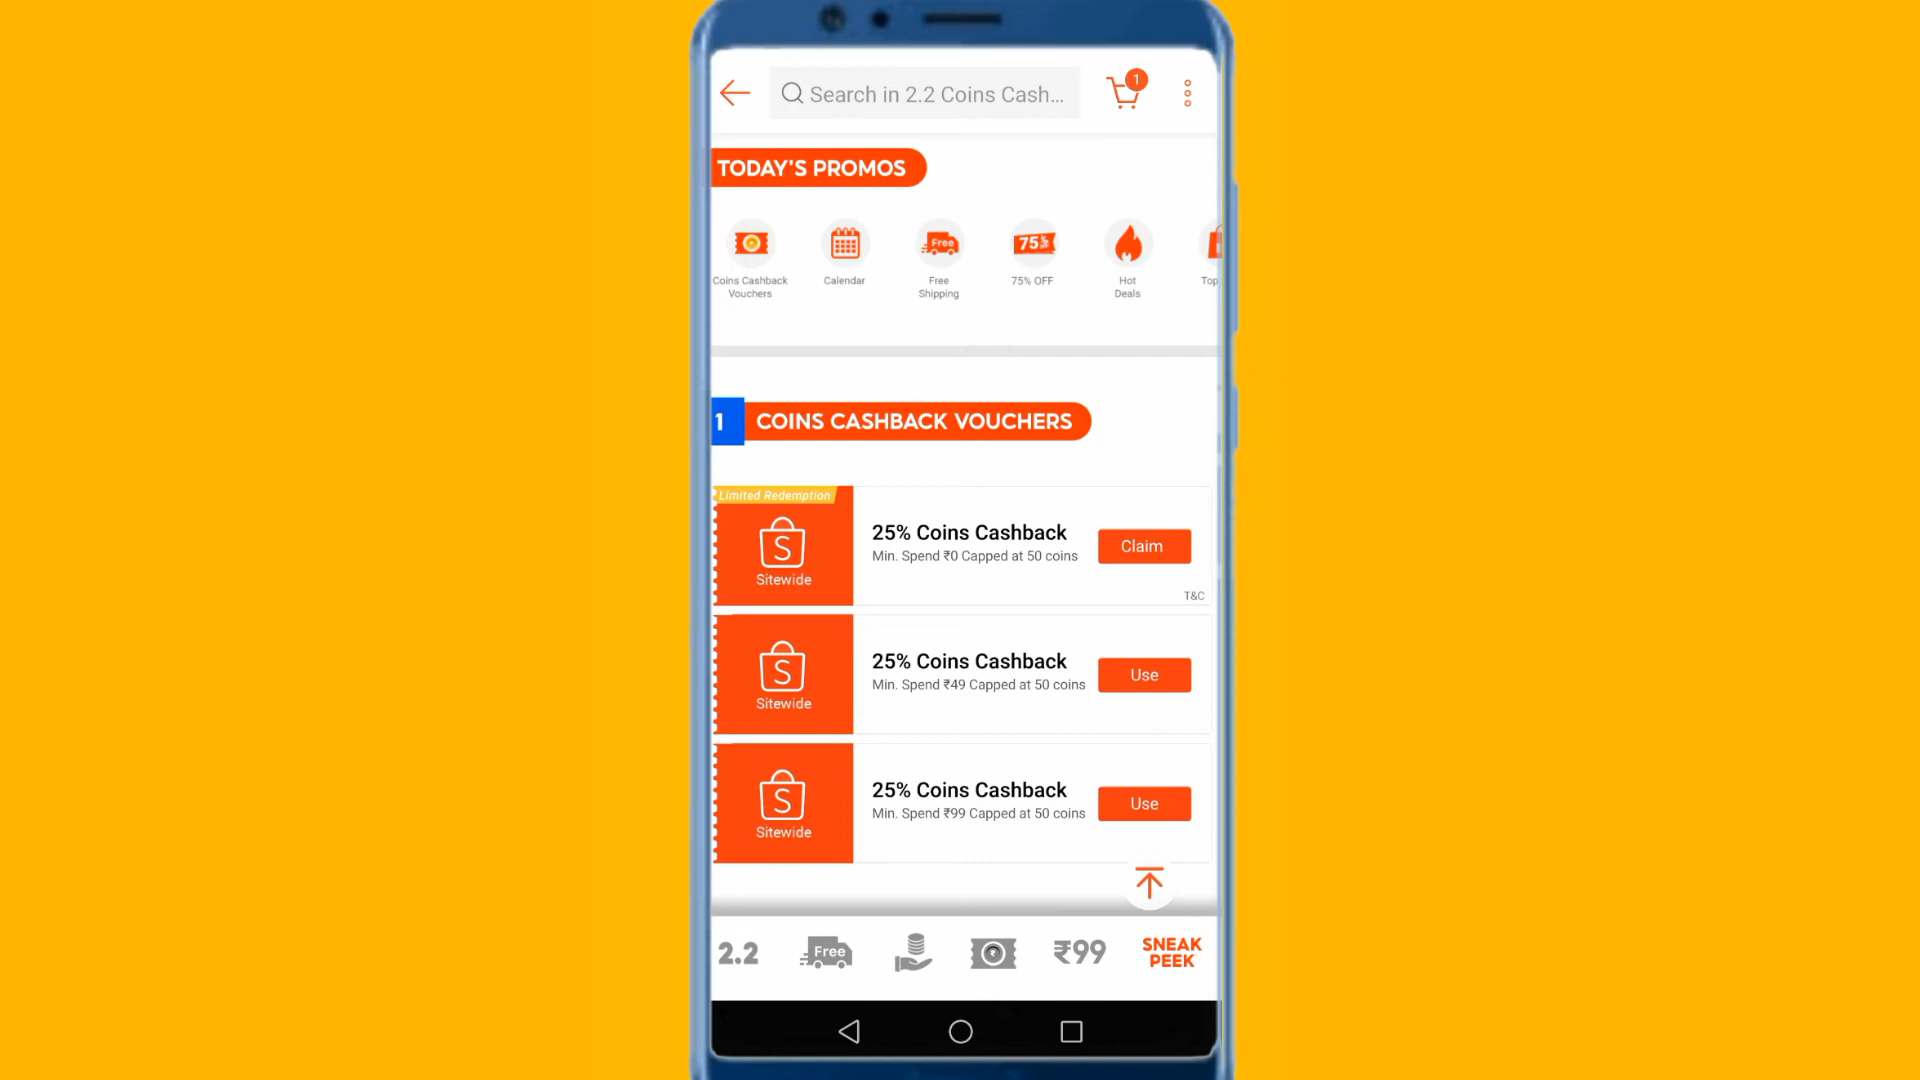 Search in 2.2 Coins Cash...
1
TODAY'S PROMOS
Free
75%
Coins Cashback
Vouchers
Calendar
Free
Shipping
75% OFF
Hot
Deals
Top
1
COINS CASHBACK VOUCHERS
Limited Redemption
S
Sitewide
25% Coins Cashback
Min. Spend ₹0 Capped at 50 coins
Claim
T&C
S
Sitewide
25% Coins Cashback
Min. Spend ₹49 Capped at 50 coins
Use
S
Sitewide
25% Coins Cashback
Min. Spend ₹99 Capped at 50 coins
Use
2.2
Free
₹
₹99
SNEAK
PEEK